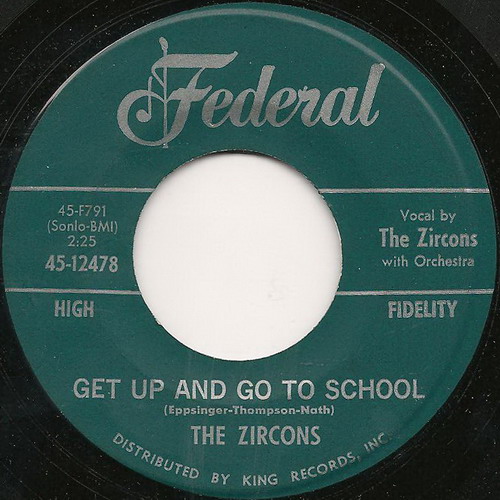 Federal
45-F791
(Sonlo-BMI)
2:25
45-12478
Vocal by
The Zircons
with Orchestra
HIGH
FIDELITY
GET UP AND GO TO SCHOOL
(Eppsinger-Thompson-Nath)
THE ZIRCONS
DISTRIBUTED BY KING RECORDS, INC.